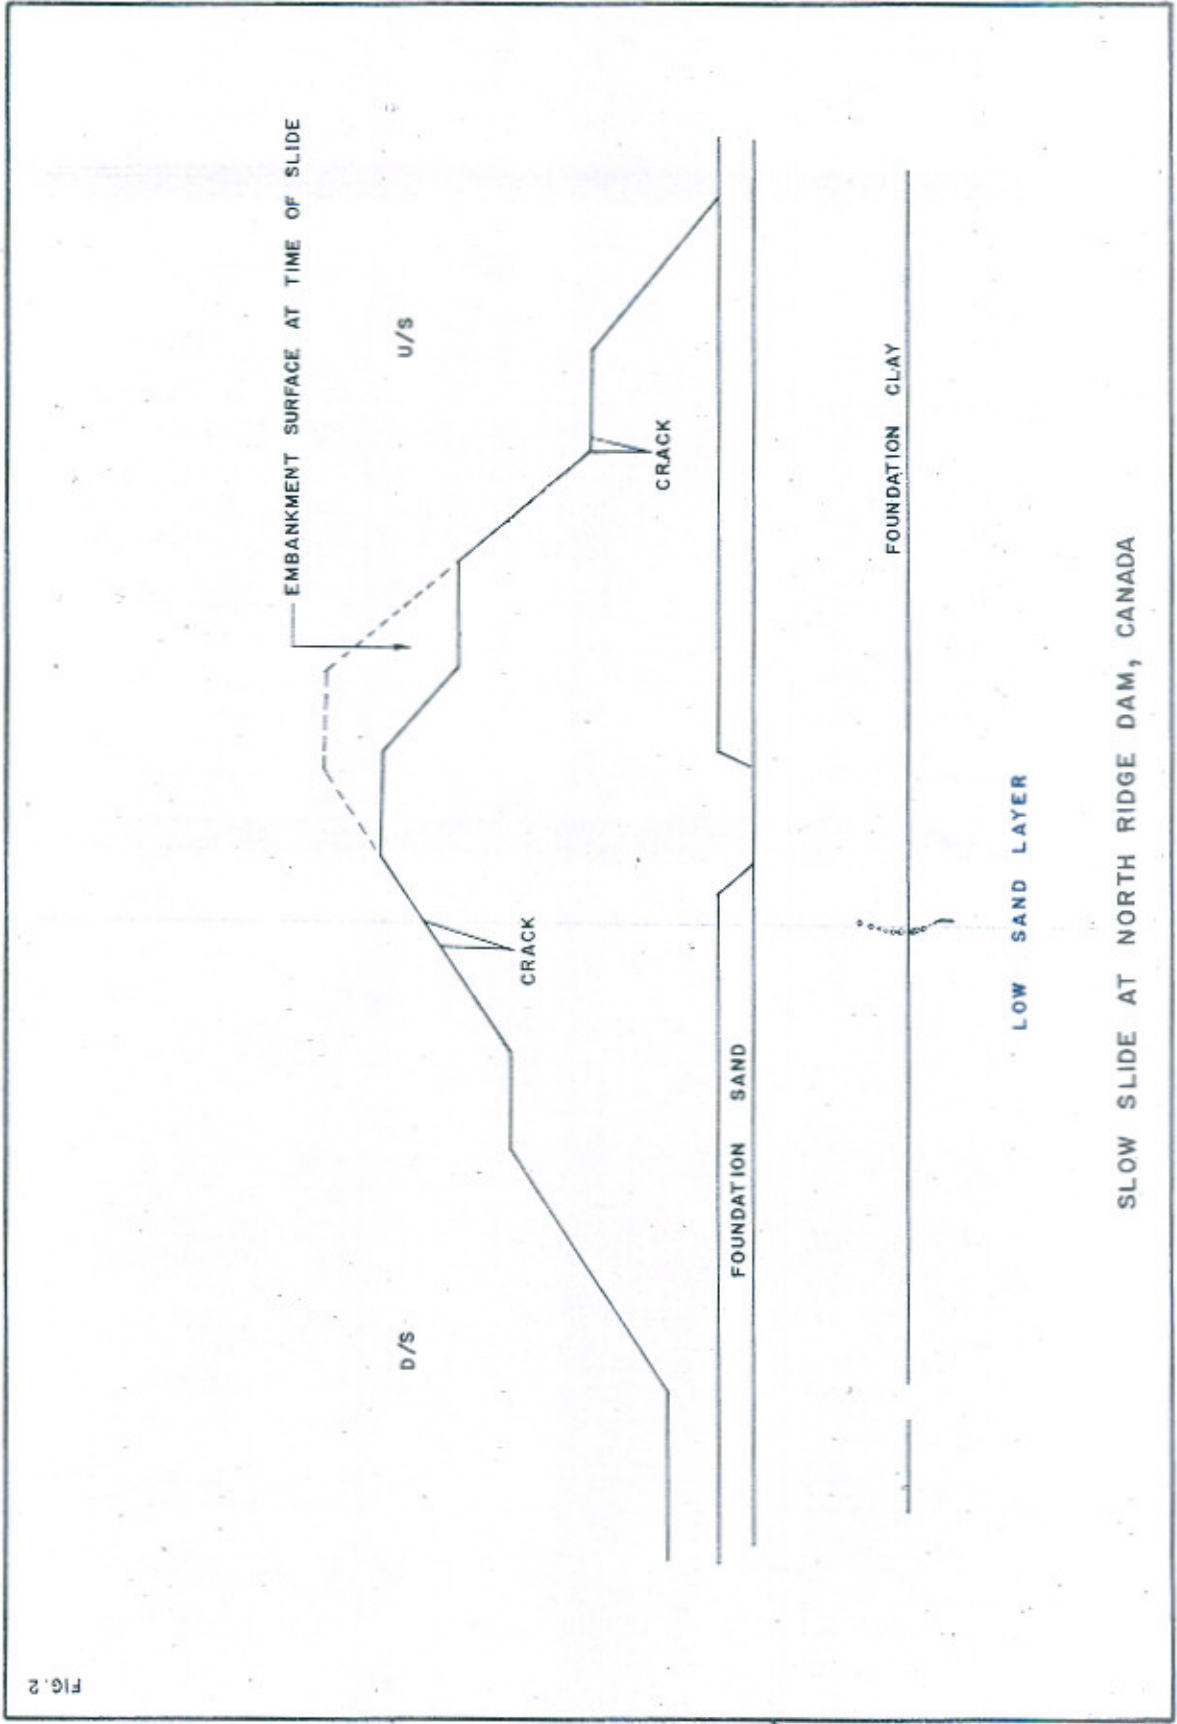 FIG. 2
EMBANKMENT SURFACE AT TIME OF SLIDE
D/S
U/S
CRACK
CRACK
FOUNDATION SAND
FOUNDATION CLAY
LOW SAND LAYER
SLOW SLIDE AT NORTH RIDGE DAM, CANADA